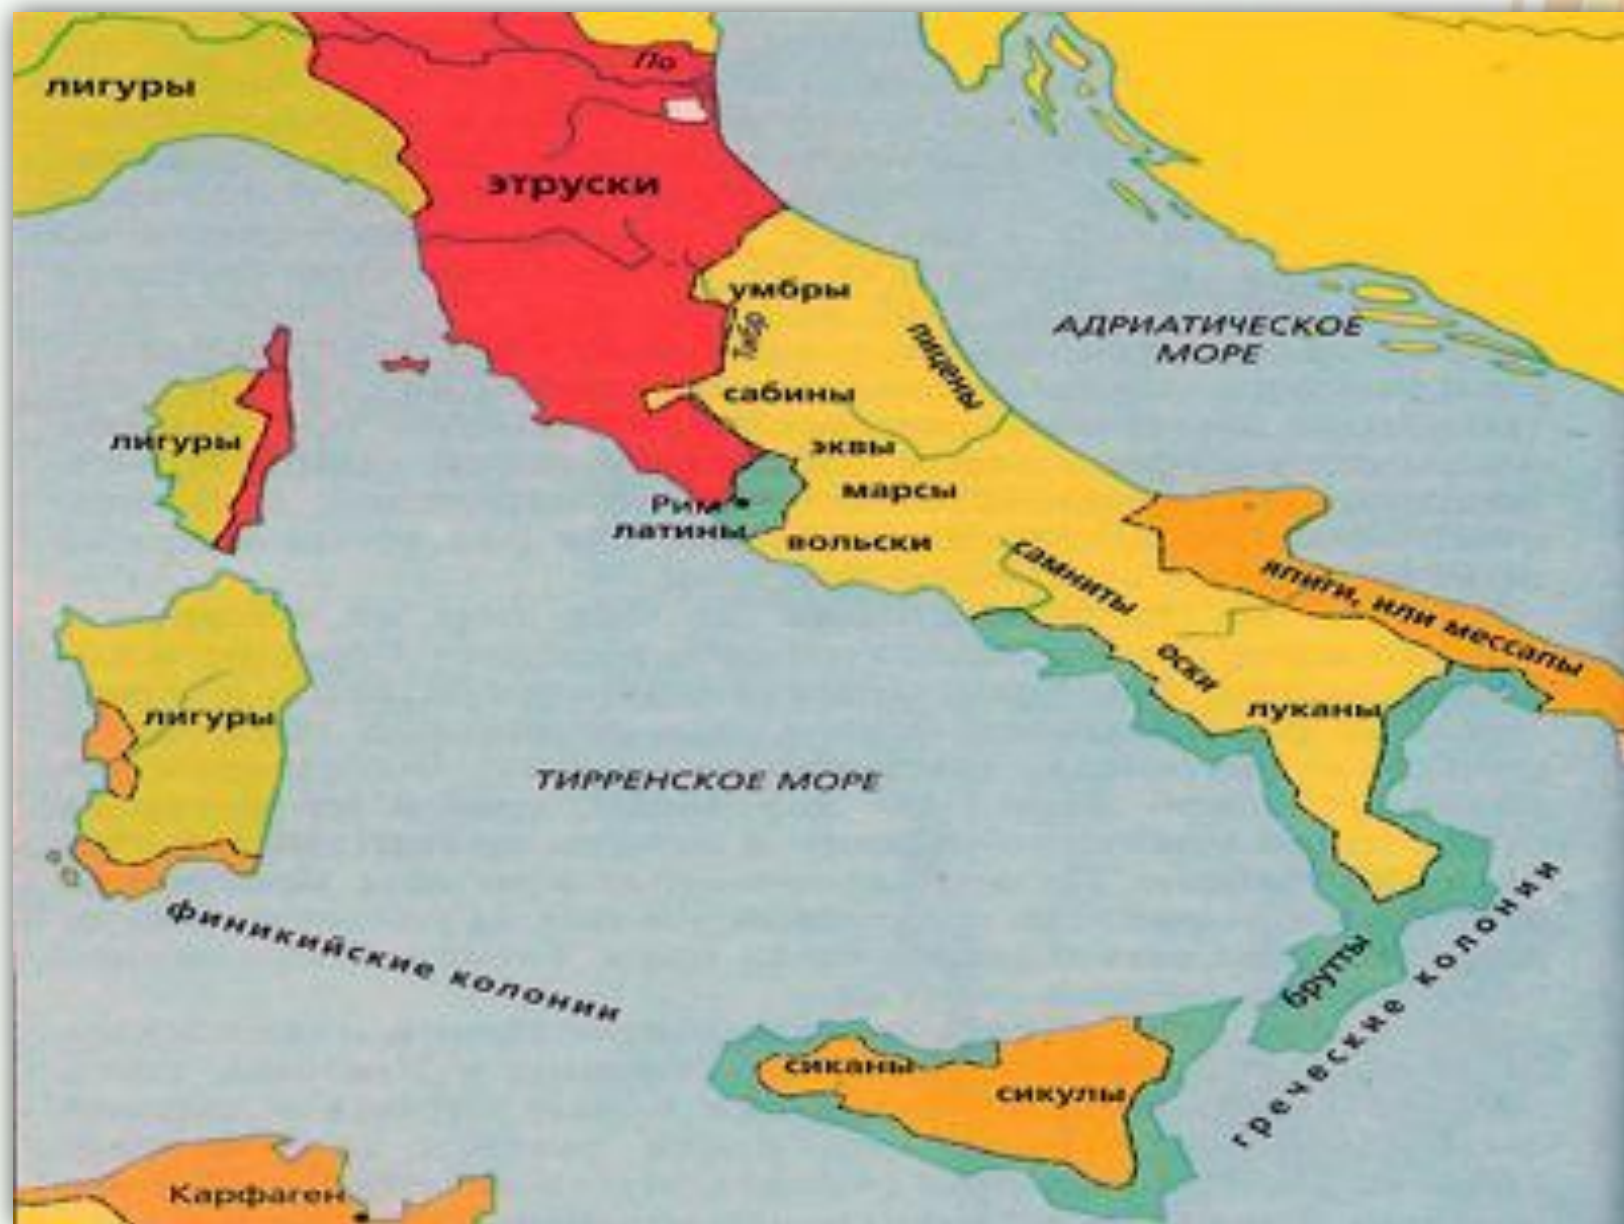 По
лигуры
этруски
умбры
Тибр
пицены
АДРИАТИЧЕСКОЕ
МОРЕ
сабины
лигуры
эквы
марсы
Рим
латины
вольски
самниты
япиги, или мессапы
оски
лигуры
луканы
ТИРРЕНСКОЕ МОРЕ
финикийские колонии
брутты
греческие колонии
сиканы
сикулы
Карфаген